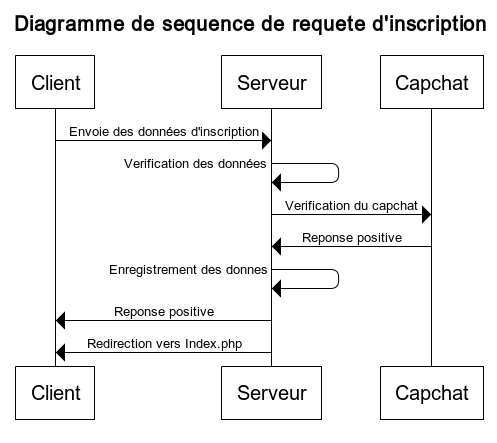 Diagramme de sequence de requete d'inscription
Client Serveur Capchat
Envoie des données d'inscription
Verification des données
Verification du capchat
Reponse positive
Enregistrement des donnes
Reponse positive
Redirection vers Index.php
Client Serveur Capchat